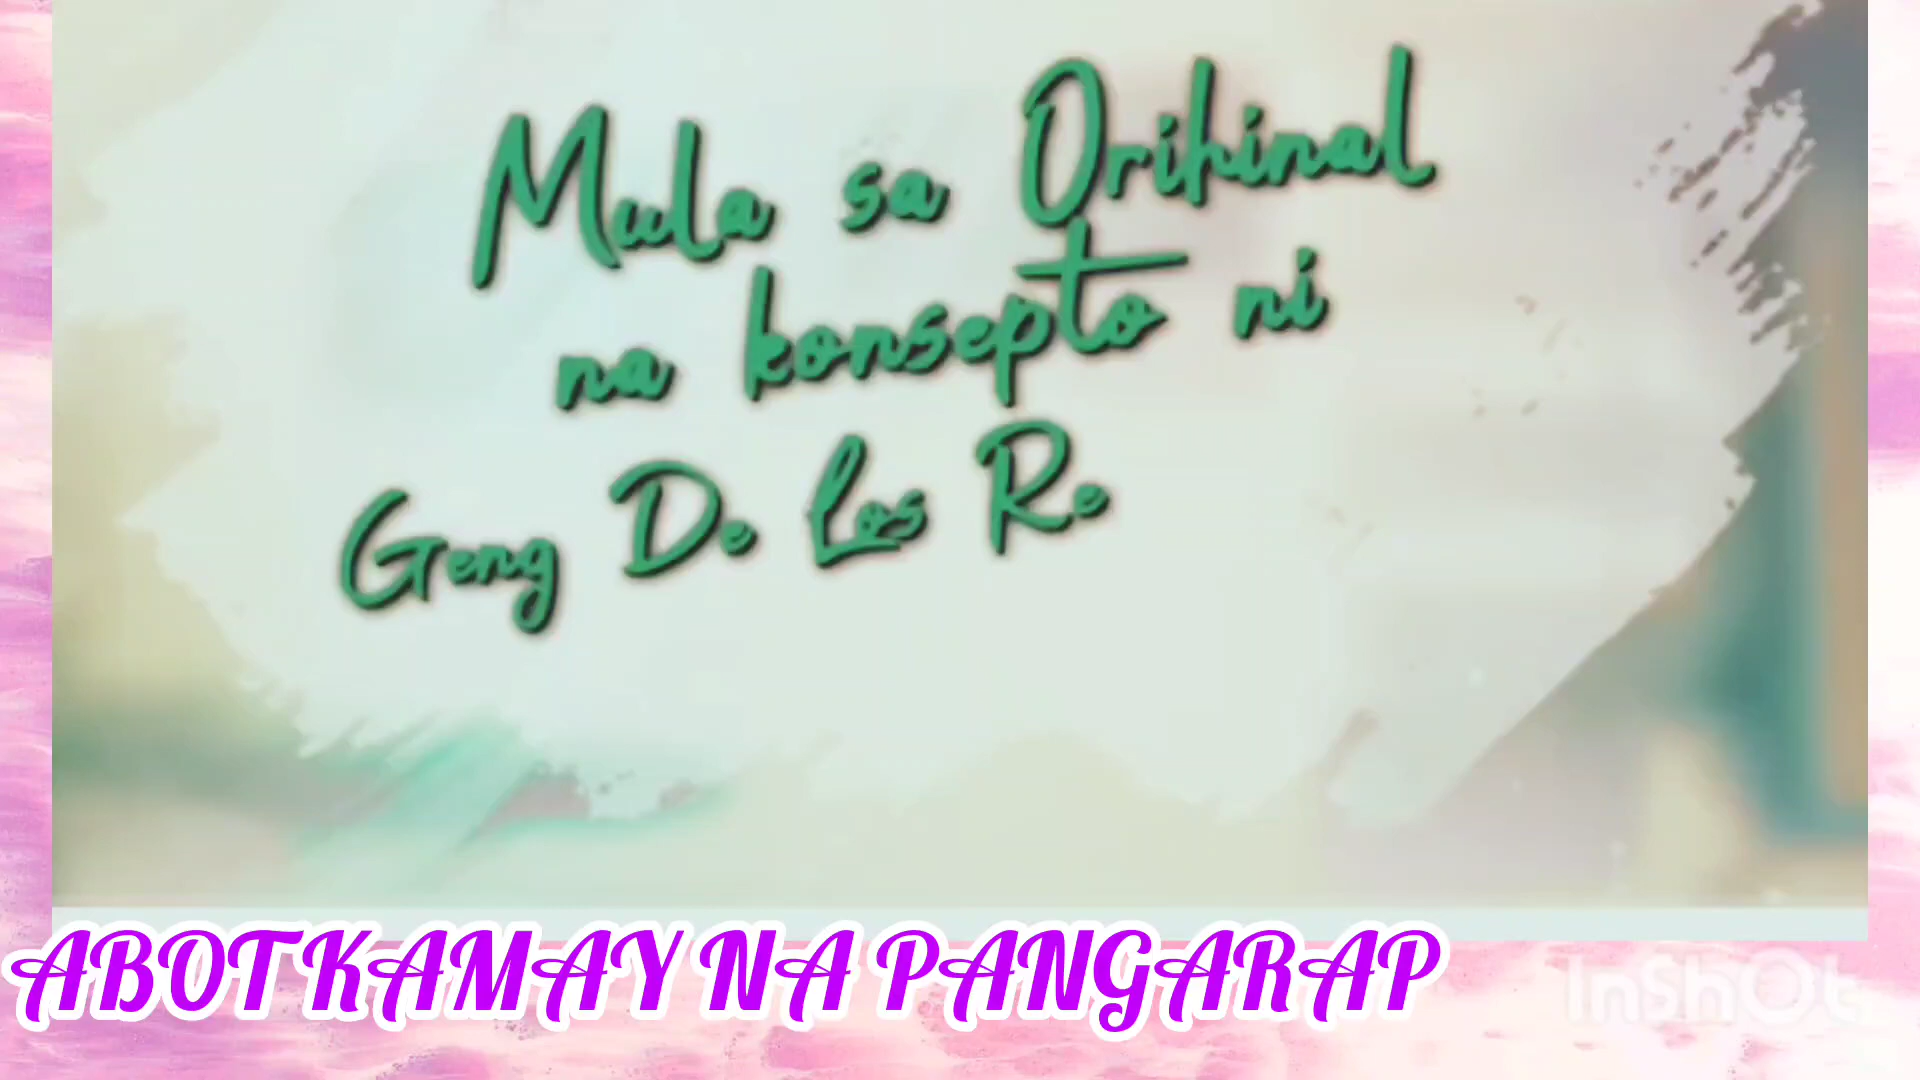 Mula sa Orihinal
na konsepto ni
Geng De Los Re
ABOT KAMAY NA PANGARAP
InShOt